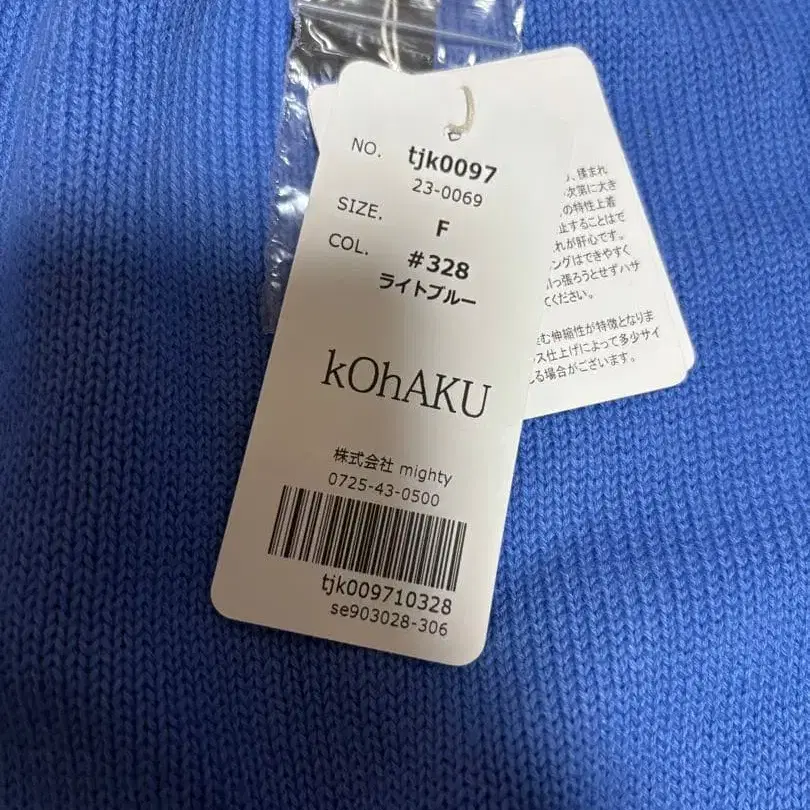 NO. tjk0097
23-0069
SIZE. F
COL. #328
ライトブルー
kOhAKU
株式会社 mighty
0725-43-0500
tjk009710328
se903028-306
、揉まれ
次第に大き
の特性上着
止することはで
れが肝心です。
ングはできやすく
引っ張ろうとせずハサ
てください。
む伸縮性が特徴となりま
ス仕上げによって多少サイ
る場合がございます。